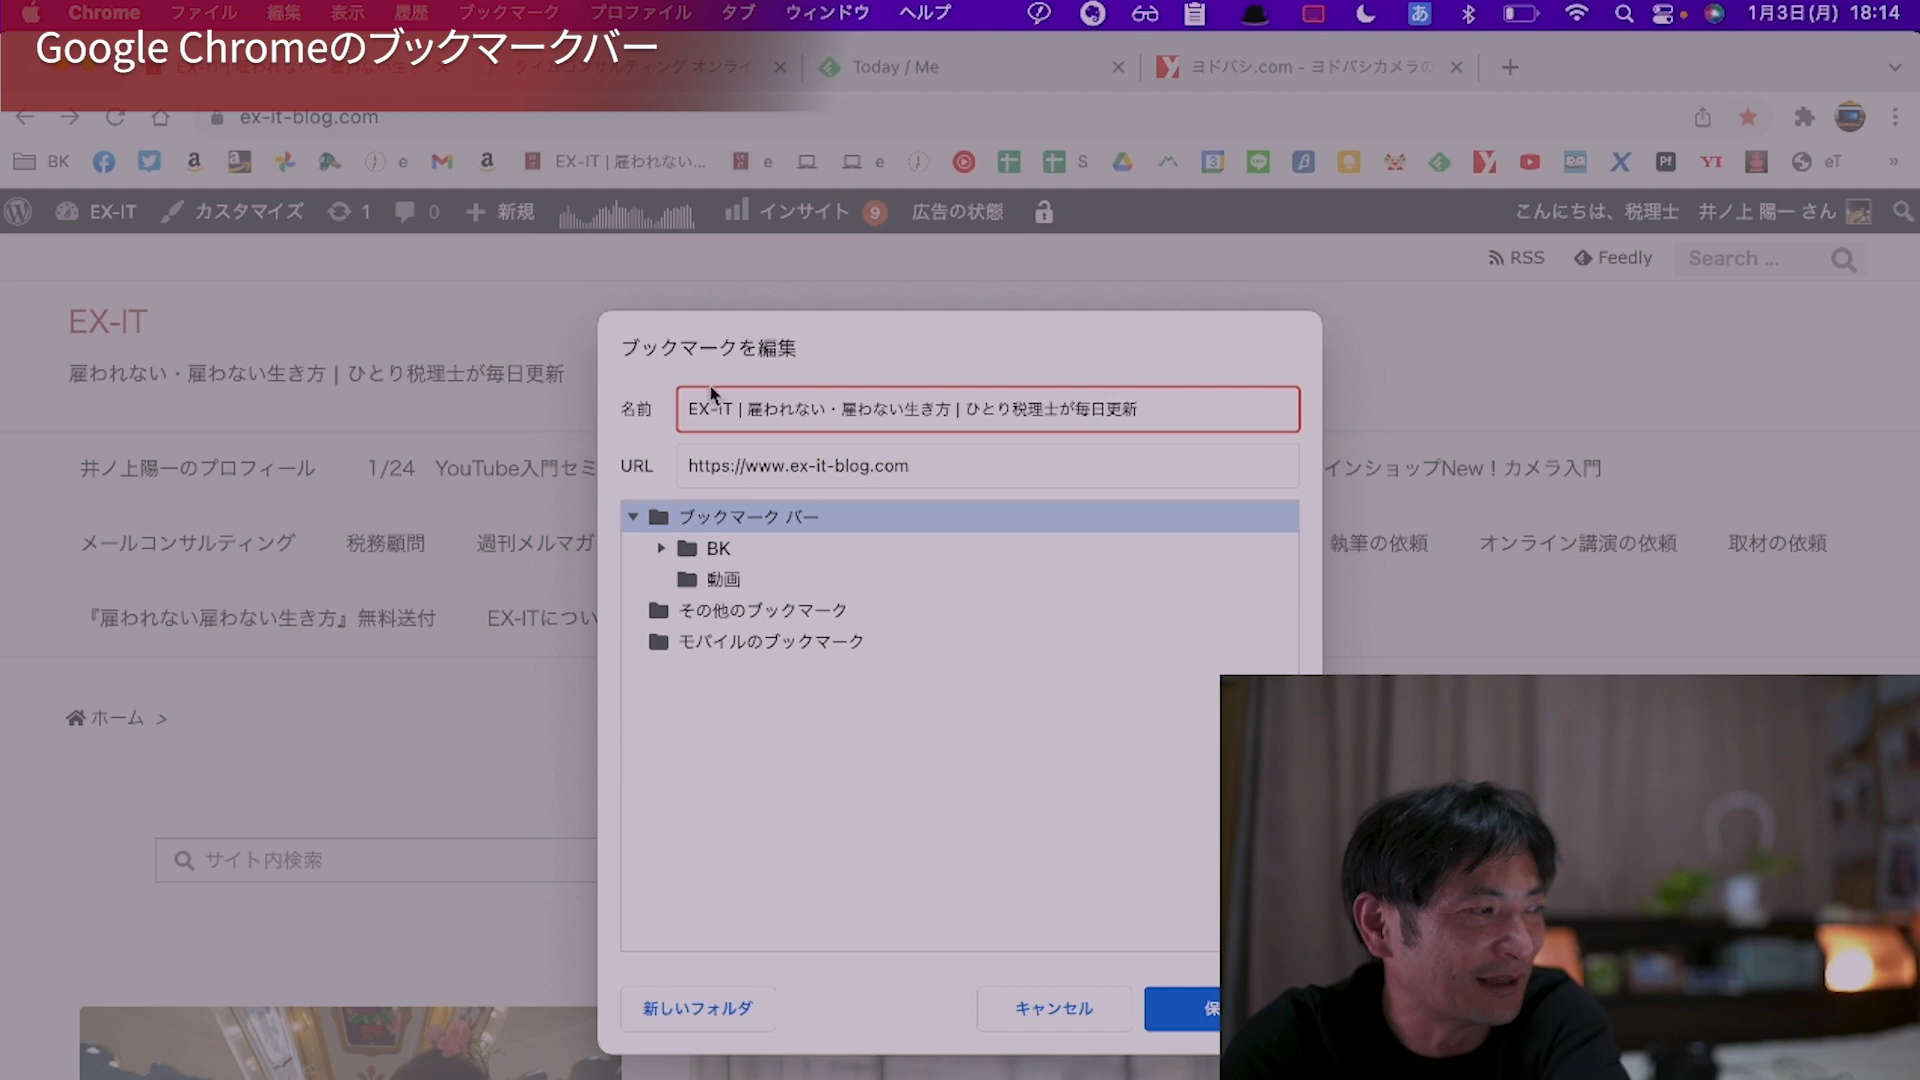 Chrome ファイル 編集 表示 履歴 ブックマーク プロファイル タブ ウィンドウ ヘルプ あ 1月3日(月) 18:14
Google Chromeのブックマークバー
Today / Me ヨドバシ.com - ヨドバシカメラの
ex-it-blog.com
BK e EX-IT | 雇われない... e e S eT »
EX-IT カスタマイズ 1 0 新規 インサイト 9 広告の状態 こんにちは、税理士 井ノ上 陽一 さん
RSS Feedly Search ...
EX-IT
雇われない・雇わない生き方 | ひとり税理士が毎日更新
井ノ上陽一のプロフィール 1/24 YouTube入門セミ インショップNew！カメラ入門
メールコンサルティング 税務顧問 週刊メルマガ 執筆の依頼 オンライン講演の依頼 取材の依頼
『雇われない雇わない生き方』無料送付 EX-ITについ
ホーム >
サイト内検索
ブックマークを編集
名前 EX-IT | 雇われない・雇わない生き方 | ひとり税理士が毎日更新
URL https://www.ex-it-blog.com
ブックマーク バー
BK
動画
その他のブックマーク
モバイルのブックマーク
新しいフォルダ キャンセル 保